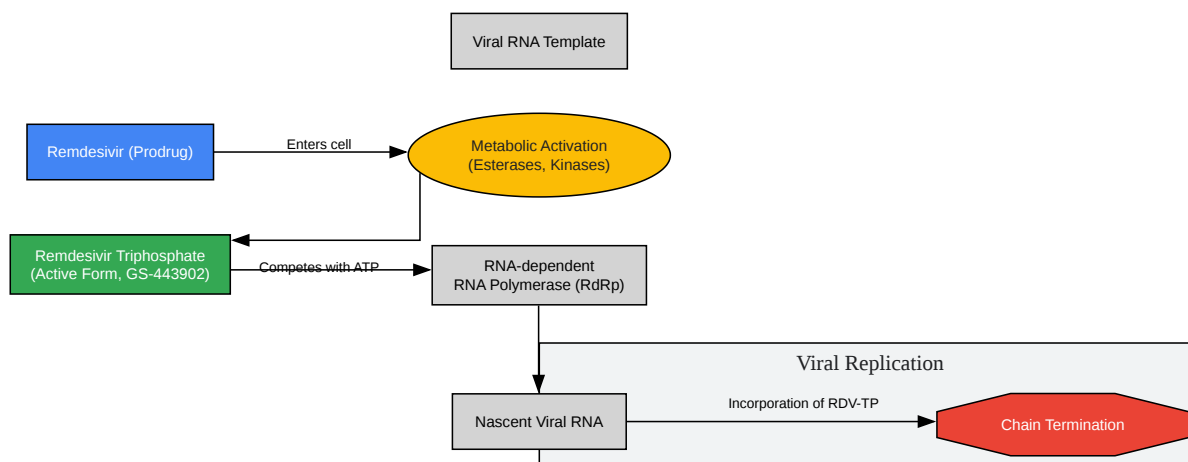 Viral RNA Template
Remdesivir (Prodrug)
Enters cell
Metabolic Activation
(Esterases, Kinases)
Remdesivir Triphosphate
(Active Form, GS-443902)
Competes with ATP
RNA-dependent
RNA Polymerase (RdRp)
Viral Replication
Nascent Viral RNA
Incorporation of RDV-TP
Chain Termination